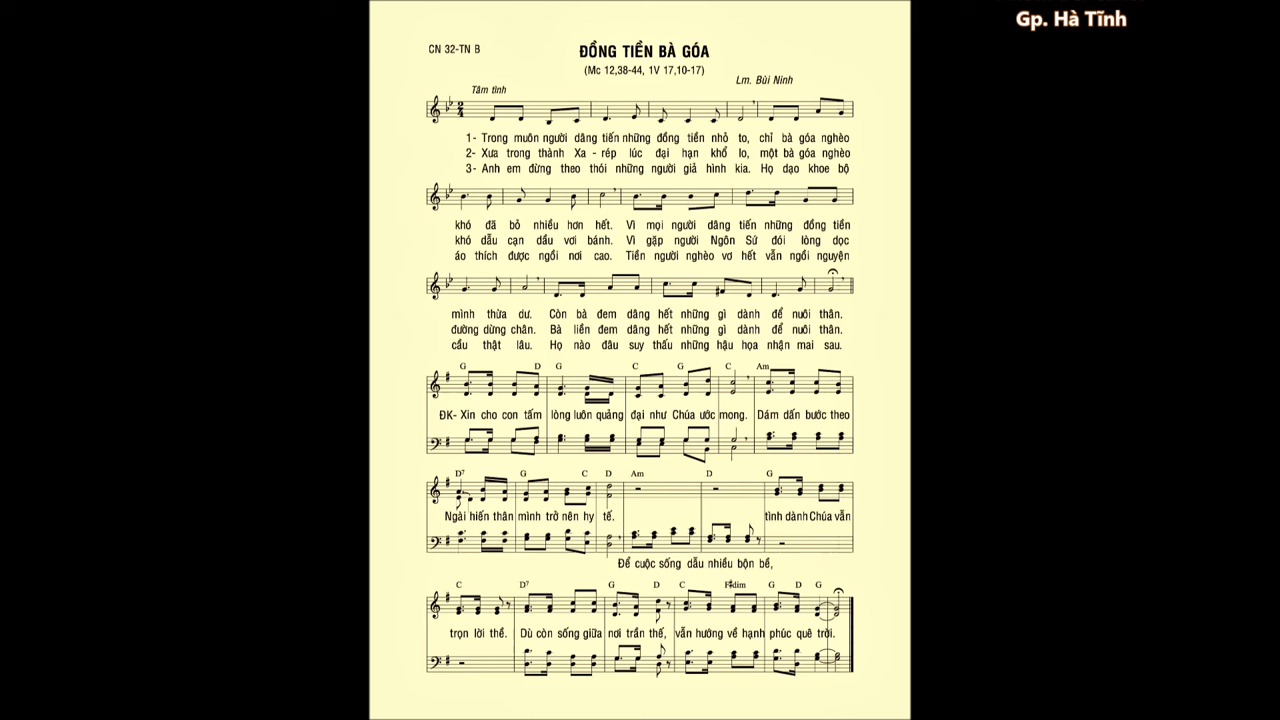 Gp. Hà Tĩnh
CN 32-TN B
ĐỒNG TIỀN BÀ GÓA
(Mc 12,38-44, 1V 17,10-17)
Lm. Bùi Ninh
Tâm tình
1- Trong muôn người dâng tiến những đồng tiền nhỏ to, chỉ bà góa nghèo
2- Xưa trong thành Xa - rép lúc đại hạn khổ lo, một bà góa nghèo
3- Anh em đừng theo thói những người giả hình kia. Họ dạo khoe bộ
khó đã bỏ nhiều hơn hết. Vì mọi người dâng tiến những đồng tiền
khó dẫu cạn dầu vơi bánh. Vì gặp người Ngôn Sứ đói lòng dọc
áo thích được ngồi nơi cao. Tiền người nghèo vơ hết vẫn ngồi nguyện
mình thừa dư. Còn bà đem dâng hết những gì dành để nuôi thân.
đường dừng chân. Bà liền đem dâng hết những gì dành để nuôi thân.
cầu thật lâu. Họ nào đâu suy thấu những hậu họa nhận mai sau.
G D G C G C Am
ĐK- Xin cho con tấm lòng luôn quảng đại như Chúa ước mong. Dám dấn bước theo
D7 G C D Am D G
Ngài hiến thân mình trở nên hy tế. tình dành Chúa vẫn
Để cuộc sống dẫu nhiều bộn bề,
C D7 G D C F#dim G D G
trọn lời thề. Dù còn sống giữa nơi trần thế, vẫn hướng về hạnh phúc quê trời.